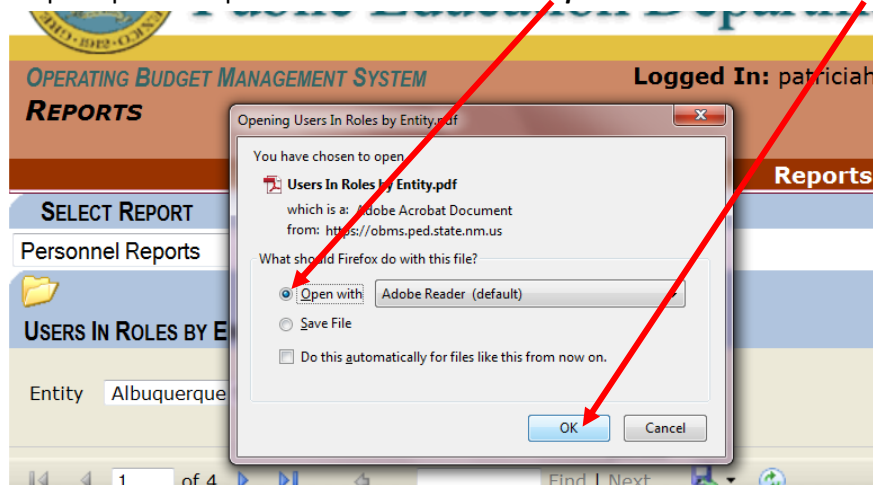 Public Education
1912
OPERATING BUDGET MANAGEMENT SYSTEM
Logged In: patriciah
REPORTS
Opening Users In Roles by Entity.pdf
You have chosen to open
Reports
Users In Roles by Entity.pdf
SELECT REPORT
which is a: Adobe Acrobat Document
from: https://obms.ped.state.nm.us
Personnel Reports
What should Firefox do with this file?
Open with Adobe Reader (default)
Save File
USERS IN ROLES BY E
Do this automatically for files like this from now on.
Entity Albuquerque
OK Cancel
1 of 4 Find | Next